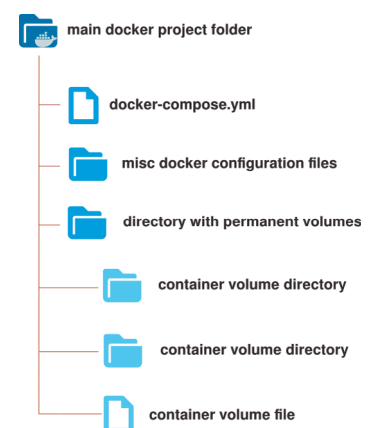 main docker project folder
docker-compose.yml
misc docker configuration files
directory with permanent volumes
container volume directory
container volume directory
container volume file